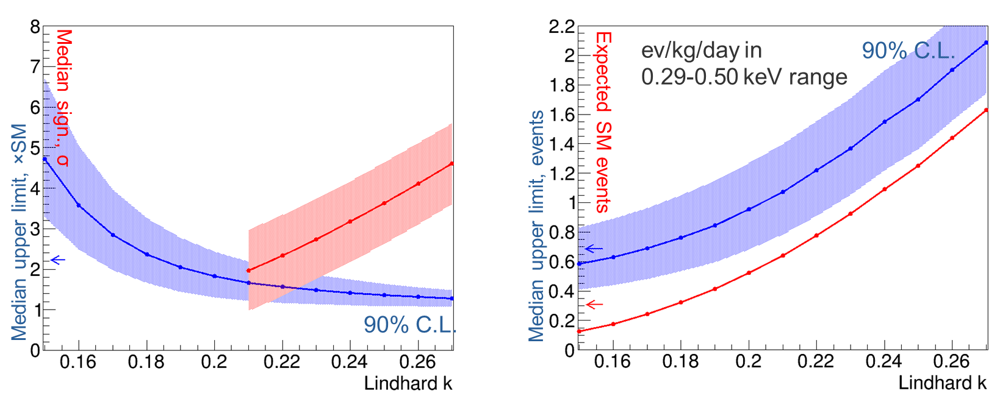 Median upper limit, ×SM
Median sign., σ
8
7
6
5
4
3
2
1
0
90% C.L.
0.16 0.18 0.2 0.22 0.24 0.26
Lindhard k
Median upper limit, events
Expected SM events
ev/kg/day in
0.29-0.50 keV range
90% C.L.
2.2
2
1.8
1.6
1.4
1.2
1
0.8
0.6
0.4
0.2
0
0.16 0.18 0.2 0.22 0.24 0.26
Lindhard k